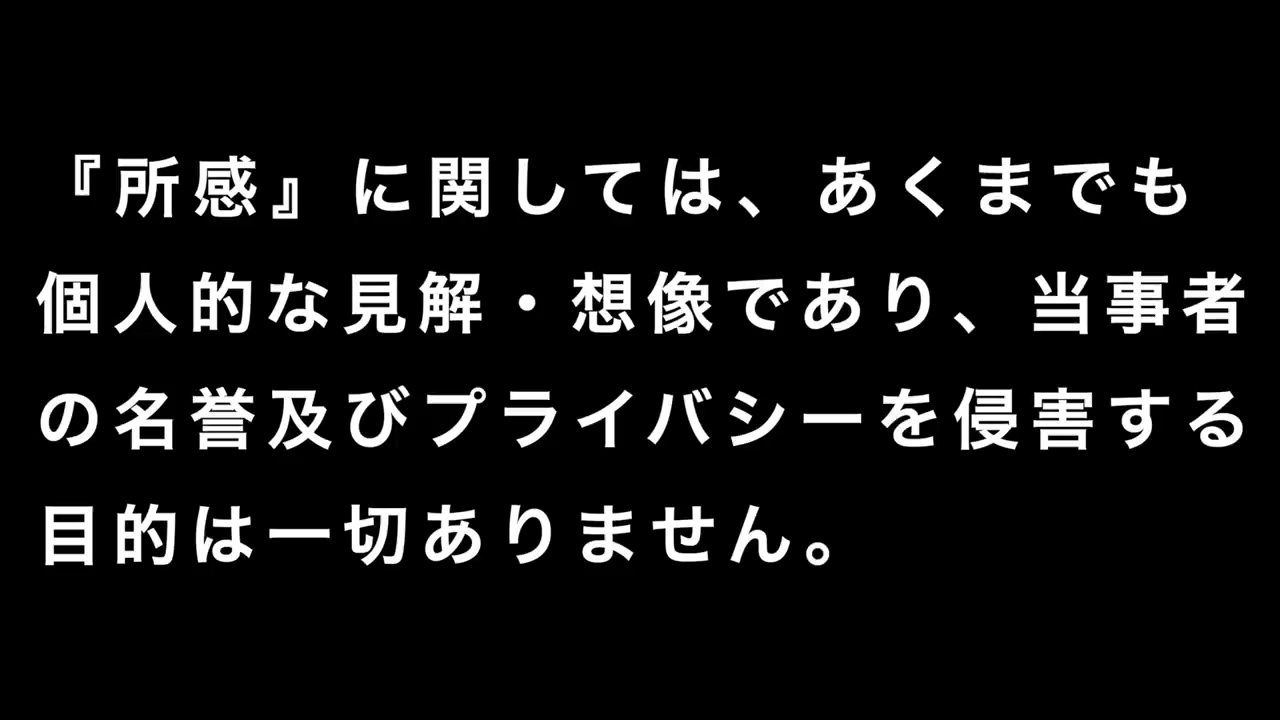 『所感』に関しては、あくまでも
個人的な見解・想像であり、当事者
の名誉及びプライバシーを侵害する
目的は一切ありません。